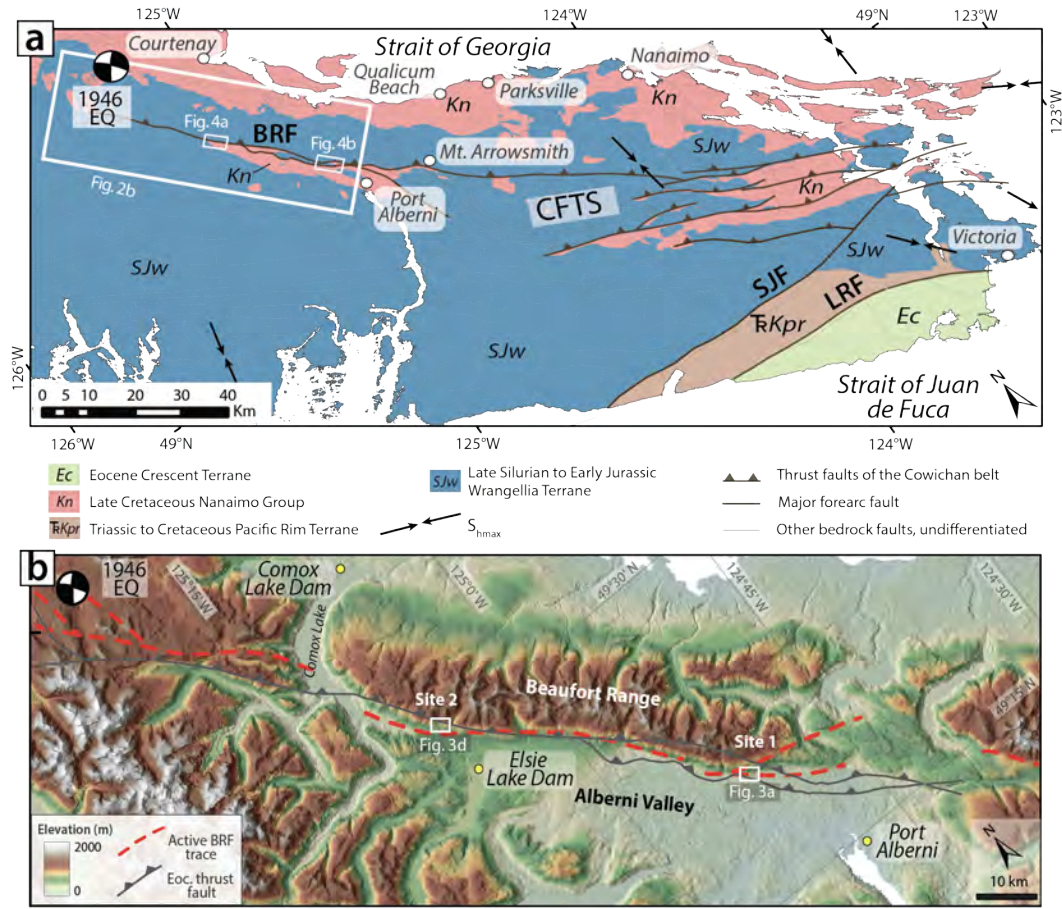 125°W
124°W
49°N
123°W
a
Courtenay
Strait of Georgia
Nanaimo
Qualicum
Beach
Kn
Parksville
Kn
1946
EQ
123°W
Fig. 4a
BRF
Fig. 4b
SJw
Mt. Arrowsmith
Kn
Kn
Fig. 2b
Port
Alberni
CFTS
SJw
SJw
Victoria
SJF
LRF
TRKpr
Ec
SJw
126°W
Strait of Juan
de Fuca
N
0 5 10 20 30 40
Km
126°W
49°N
125°W
124°W
Ec Eocene Crescent Terrane
Kn Late Cretaceous Nanaimo Group
TRKpr Triassic to Cretaceous Pacific Rim Terrane
SJw Late Silurian to Early Jurassic
Wrangellia Terrane
Shmax
Thrust faults of the Cowichan belt
Major forearc fault
Other bedrock faults, undifferentiated
b
1946
EQ
125°15'W
Comox
Lake Dam
125°0'W
49°30'N
124°45'W
124°30'W
Comox Lake
Beaufort Range
49°15'N
Site 2
Fig. 3d
Site 1
Fig. 3a
Elsie
Lake Dam
Alberni Valley
Port
Alberni
N
10 km
Elevation (m)
2000
0
Active BRF
trace
Eoc. thrust
fault